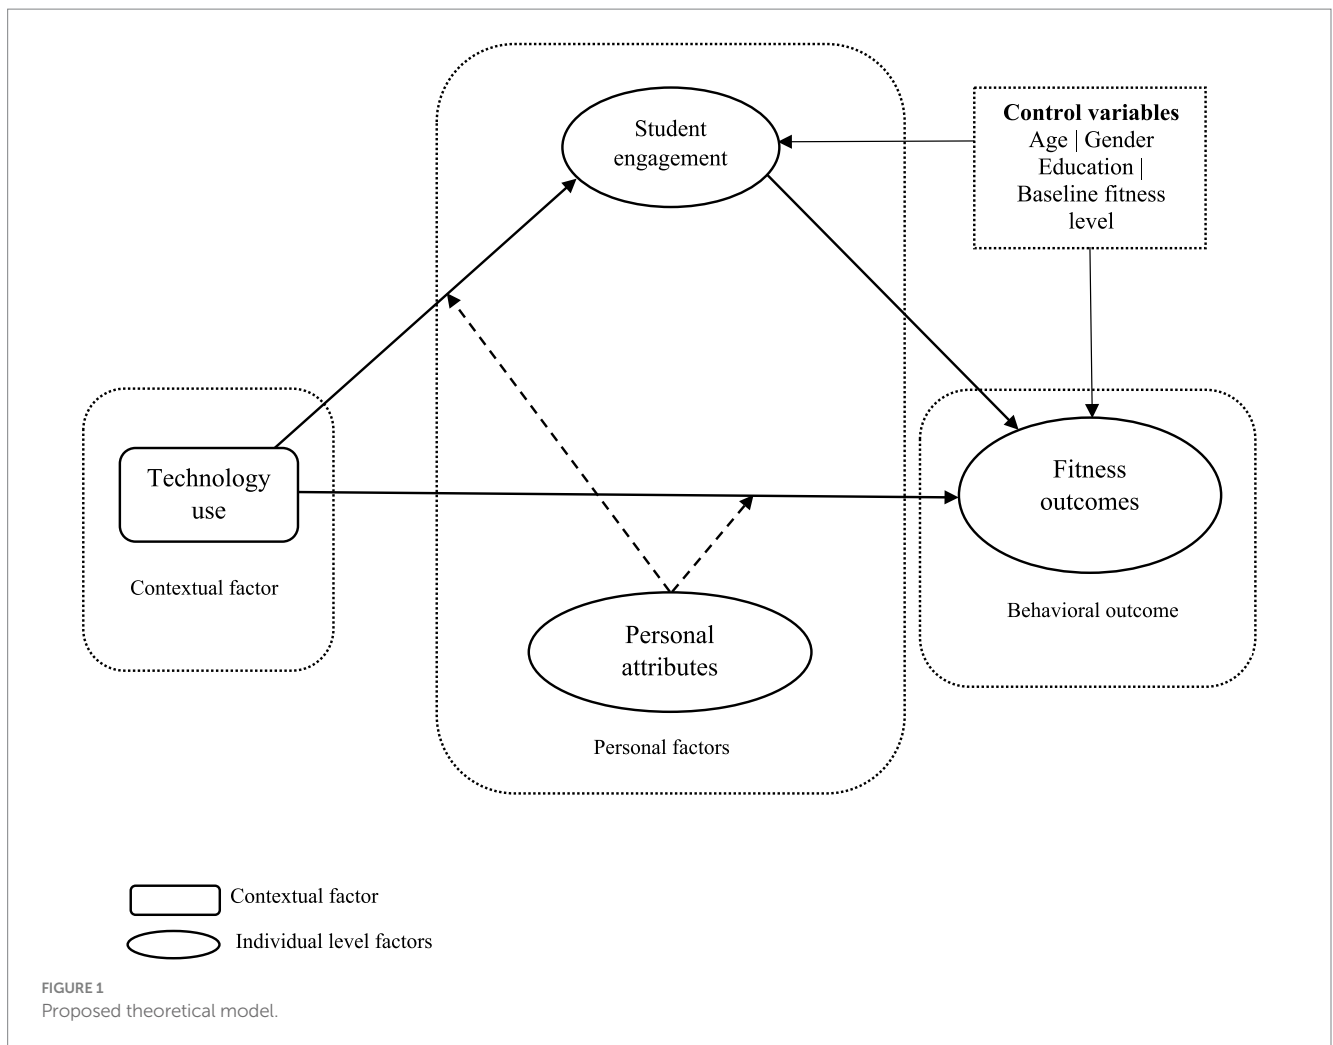 Student
engagement
Control variables
Age | Gender
Education |
Baseline fitness
level
Technology
use
Contextual factor
Fitness
outcomes
Behavioral outcome
Personal
attributes
Personal factors
Contextual factor
Individual level factors
FIGURE 1
Proposed theoretical model.